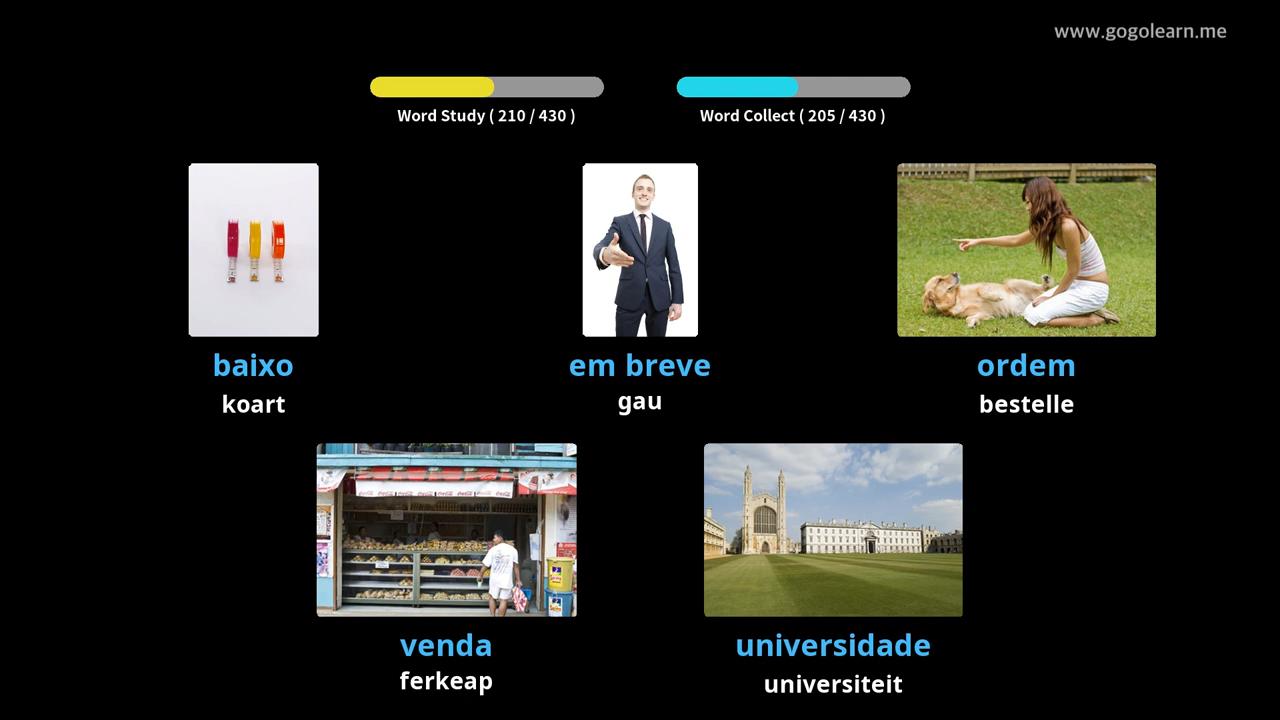 www.gogolearn.me
Word Study ( 210 / 430 )
Word Collect ( 205 / 430 )
baixo
koart
em breve
gau
ordem
bestelle
venda
ferkeap
universidade
universiteit